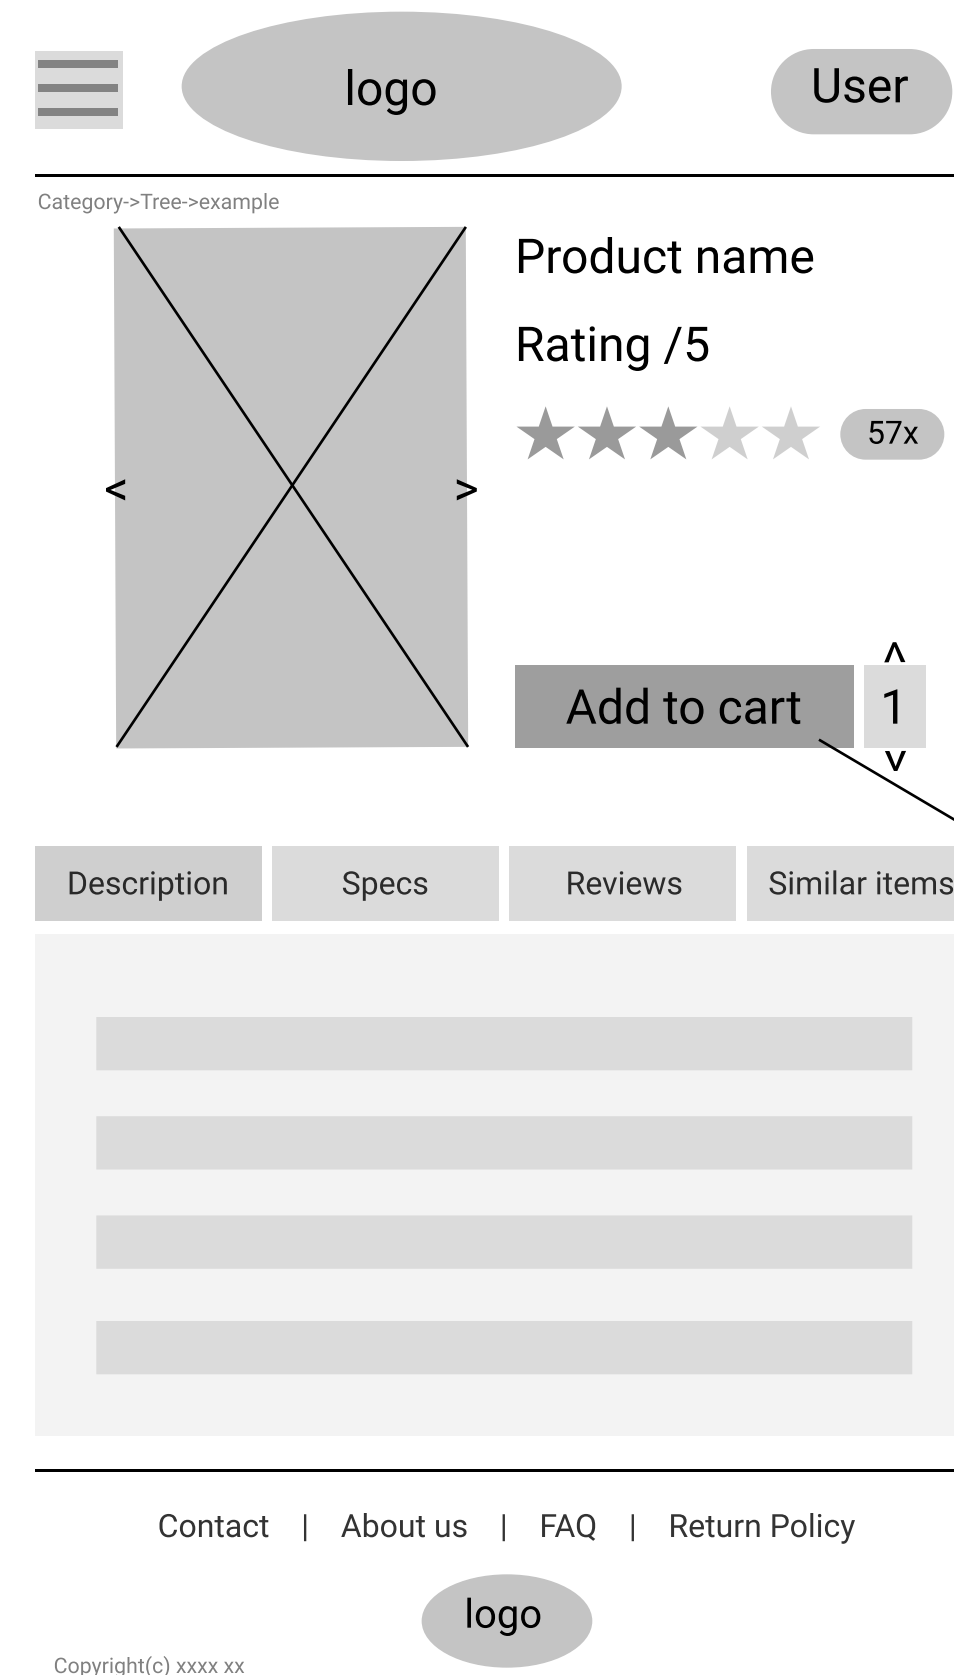 logo
User
Category->Tree->example
Product name
Rating /5
57x
< >
^
Add to cart 1
v
Description Specs Reviews Similar items
Contact | About us | FAQ | Return Policy
logo
Copyright(c) xxxx xx